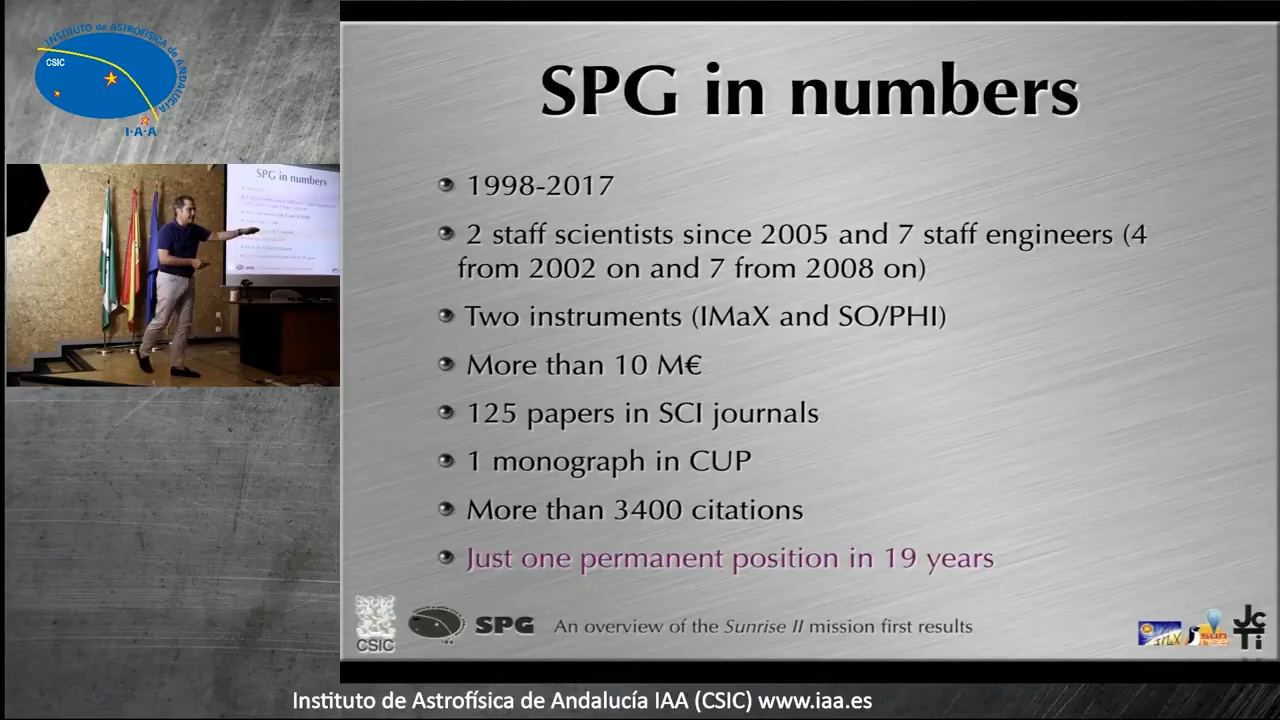 INSTITUTO de ASTROFÍSICA de ANDALUCÍA
CSIC
I·A·A
SPG in numbers
SPG in numbers
1998-2017
2 staff scientists since 2005 and 7 staff engineers (4
from 2002 on and 7 from 2008 on)
Two instruments (IMaX and SO/PHI)
More than 10 M€
125 papers in SCI journals
1 monograph in CUP
More than 3400 citations
Just one permanent position in 19 years
CSIC
SPG
An overview of the Sunrise II mission first results
Instituto de Astrofísica de Andalucía IAA (CSIC) www.iaa.es